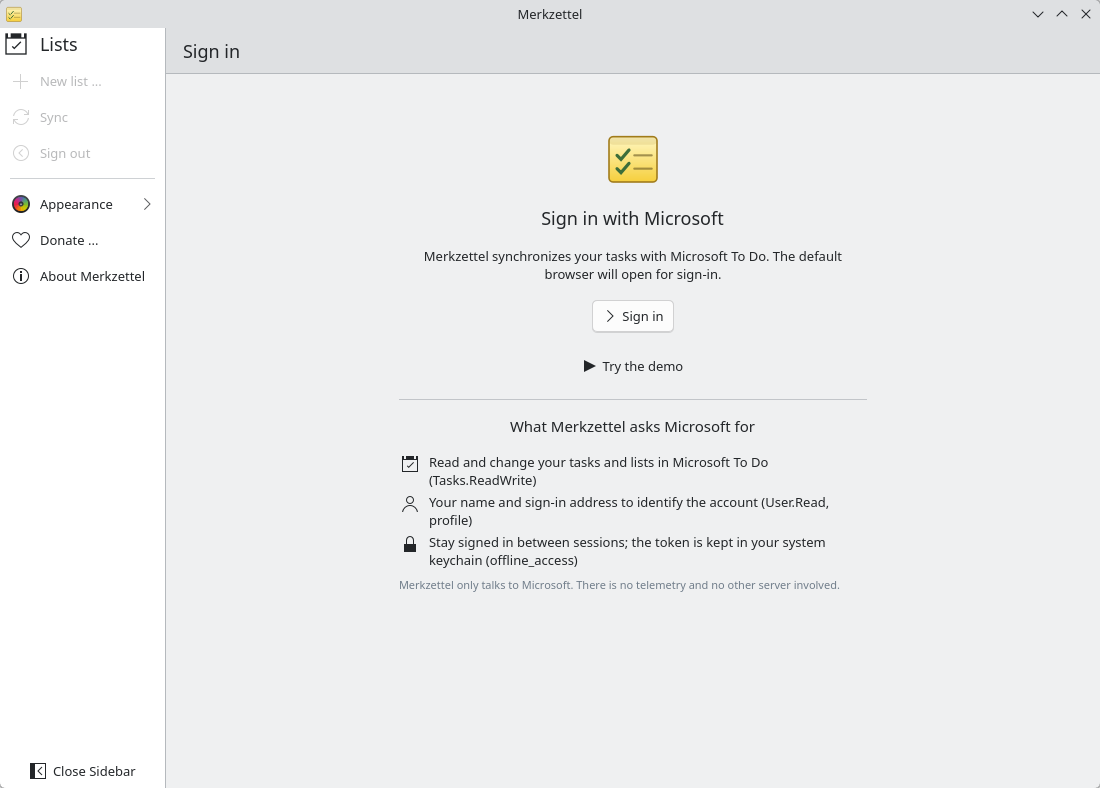 Merkzettel
Lists
New list ...
Sync
Sign out
Appearance
Donate ...
About Merkzettel
Close Sidebar
Sign in
Sign in with Microsoft
Merkzettel synchronizes your tasks with Microsoft To Do. The default
browser will open for sign-in.
Sign in
Try the demo
What Merkzettel asks Microsoft for
Read and change your tasks and lists in Microsoft To Do
(Tasks.ReadWrite)
Your name and sign-in address to identify the account (User.Read,
profile)
Stay signed in between sessions; the token is kept in your system
keychain (offline_access)
Merkzettel only talks to Microsoft. There is no telemetry and no other server involved.